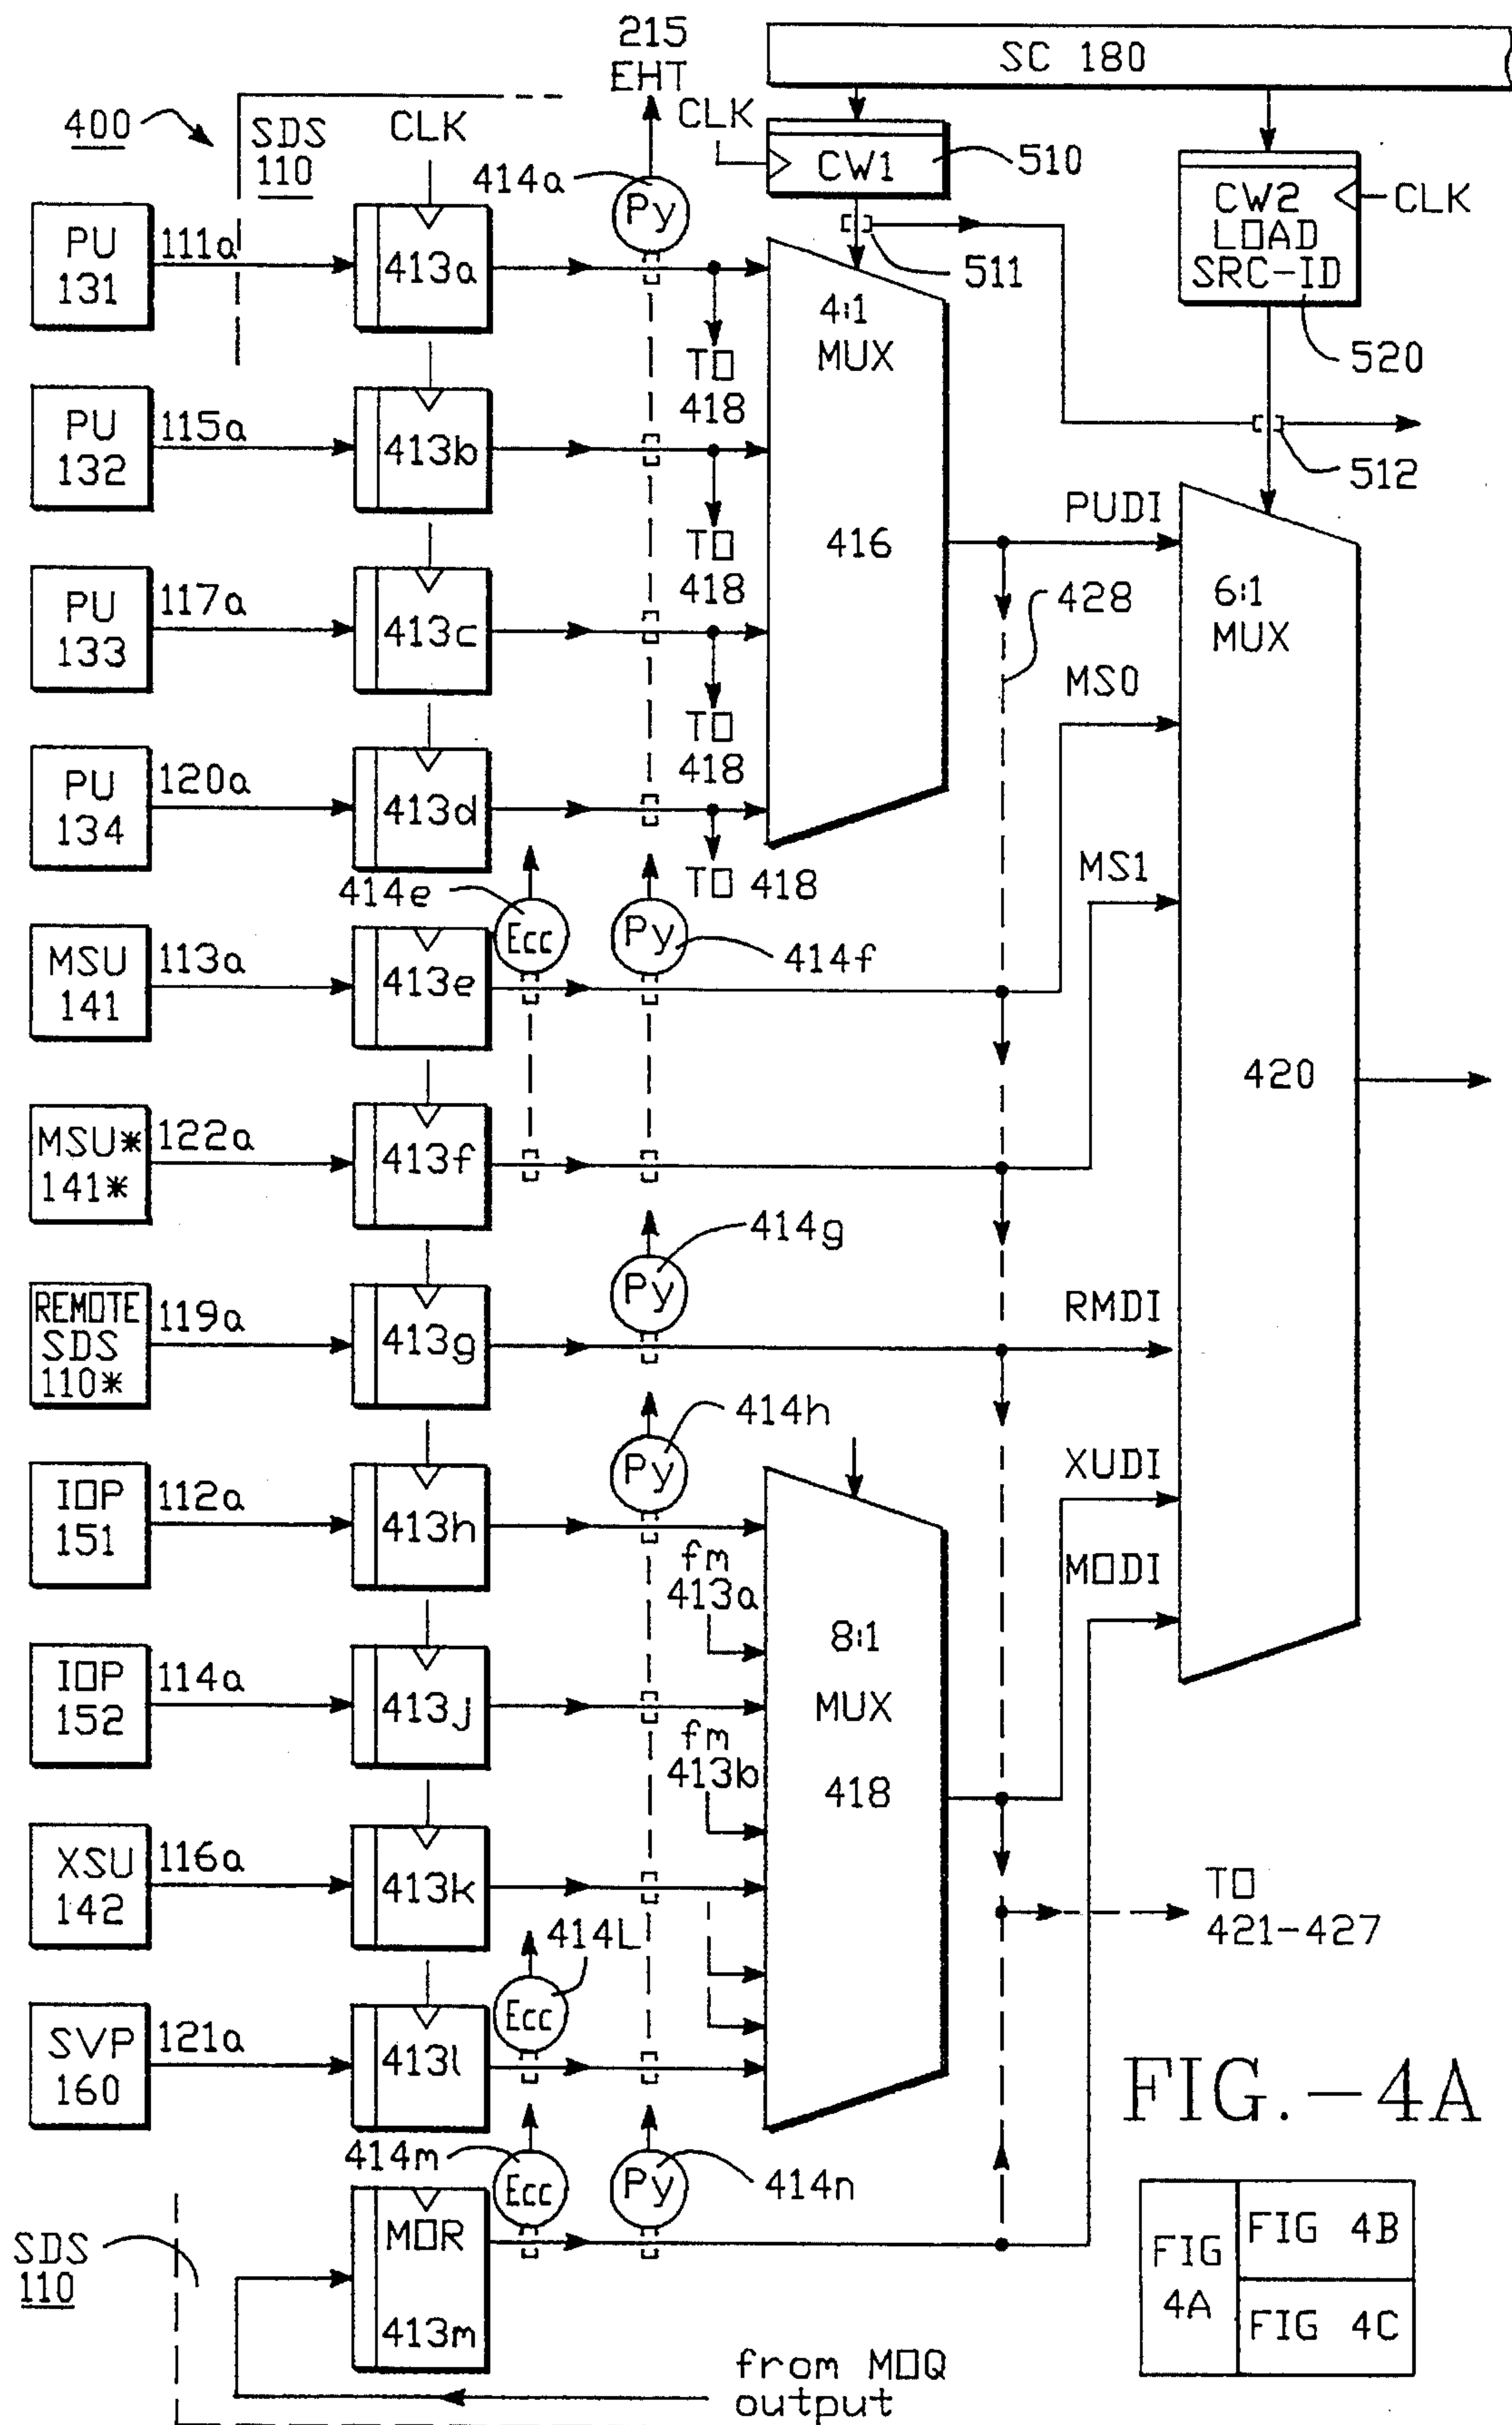 215
EHT
SC 180
400
SDS
110
CLK
414a
CLK
CW1
510
CW2
LOAD
SRC-ID
CLK
PU
131
111a
413a
Py
511
4:1
MUX
520
TO
418
PU
132
115a
413b
512
TO
418
416
PUDI
PU
133
117a
413c
428
6:1
MUX
TO
418
MS0
PU
134
120a
413d
TO 418
MS1
414e
Ecc
Py
414f
MSU
141
113a
413e
420
MSU*
141*
122a
413f
414g
Py
REMOTE
SDS
110*
119a
413g
RMDI
414h
Py
IOP
151
112a
413h
XUDI
fm
413a
MODI
8:1
MUX
418
IOP
152
114a
413j
fm
413b
XSU
142
116a
413k
TO
421-427
414L
Ecc
SVP
160
121a
413l
FIG.-4A
414m
Ecc
Py
414n
MOR
413m
SDS
110
FIG
4A
FIG 4B
FIG 4C
from MOQ
output